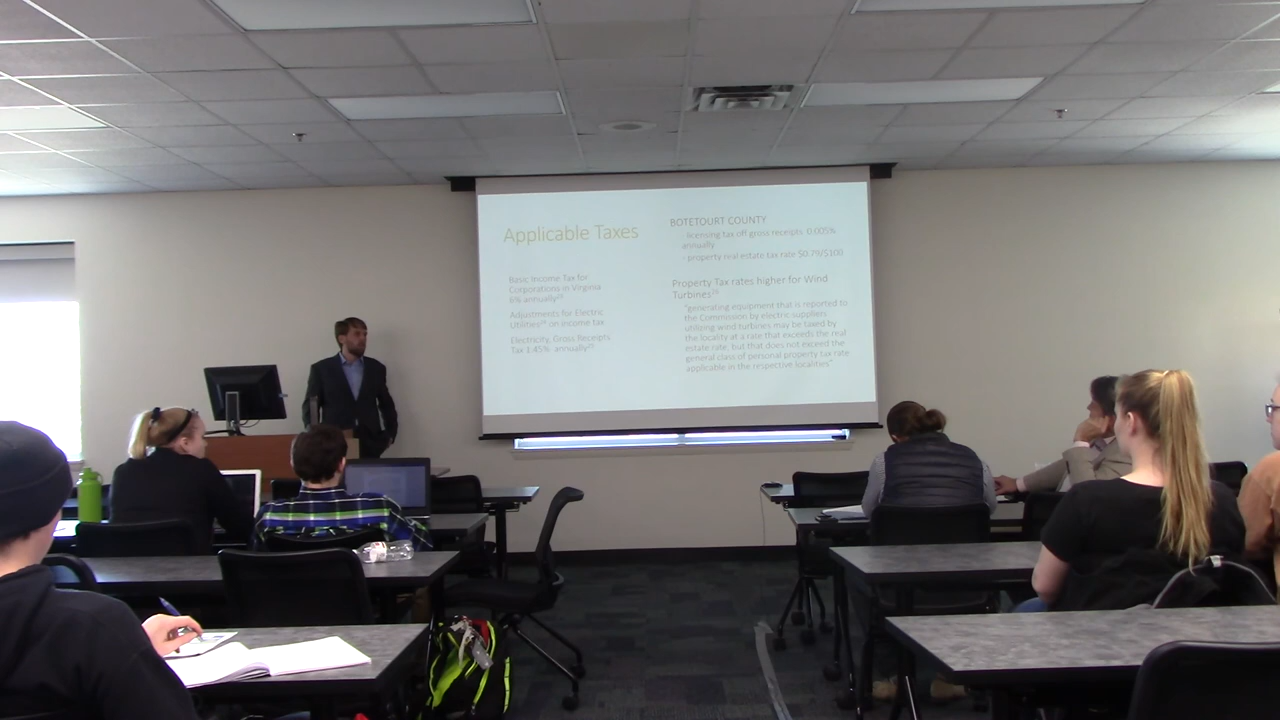 Applicable Taxes
Basic Income Tax for
Corporations in Virginia
6% annually
Adjustments for Electric
Utilities on income tax
Electricity, Gross Receipts
Tax 1.45% annually
BOTETOURT COUNTY
- licensing tax off gross receipts 0.005%
annually
- property real estate tax rate $0.79/$100
Property Tax rates higher for Wind
Turbines
"generating equipment that is reported to
the Commission by electric suppliers
utilizing wind turbines may be taxed by
the locality at a rate that exceeds the real
estate rate, but that does not exceed the
general class of personal property tax rate
applicable in the respective localities"